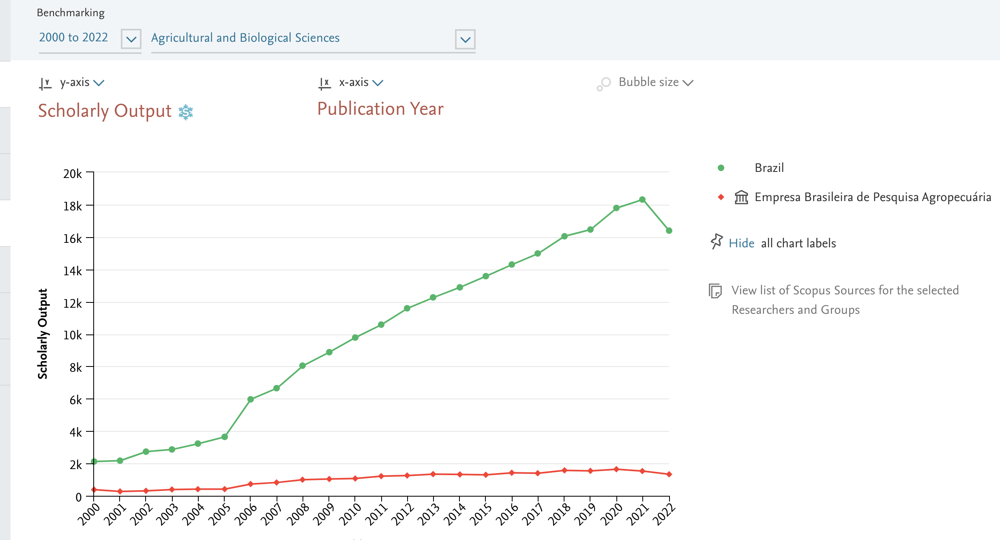 Benchmarking
2000 to 2022
Agricultural and Biological Sciences
y-axis
x-axis
Bubble size
Scholarly Output
Publication Year
20k
18k
16k
14k
12k
10k
8k
6k
4k
2k
0
Scholarly Output
2000
2001
2002
2003
2004
2005
2006
2007
2008
2009
2010
2011
2012
2013
2014
2015
2016
2017
2018
2019
2020
2021
2022
Brazil
Empresa Brasileira de Pesquisa Agropecuária
Hide all chart labels
View list of Scopus Sources for the selected
Researchers and Groups